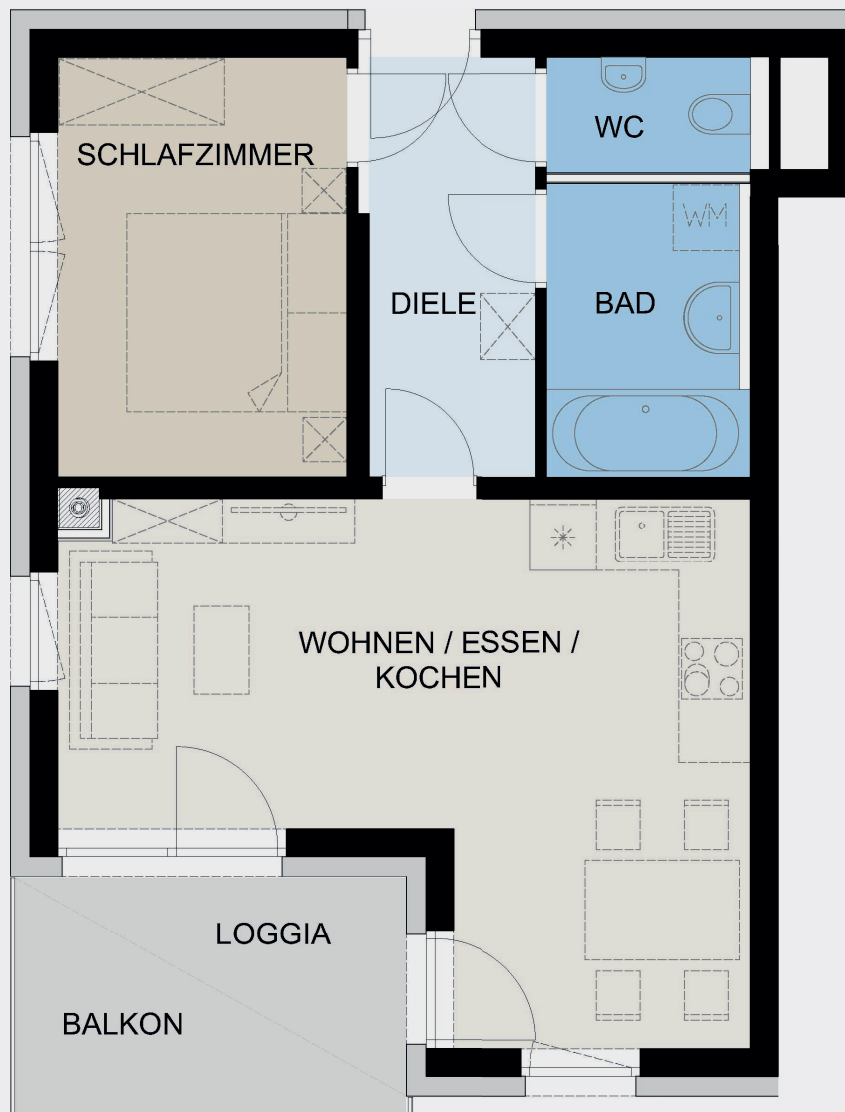 WC
SCHLAFZIMMER
WM
DIELE
BAD
WOHNEN / ESSEN /
KOCHEN
LOGGIA
BALKON